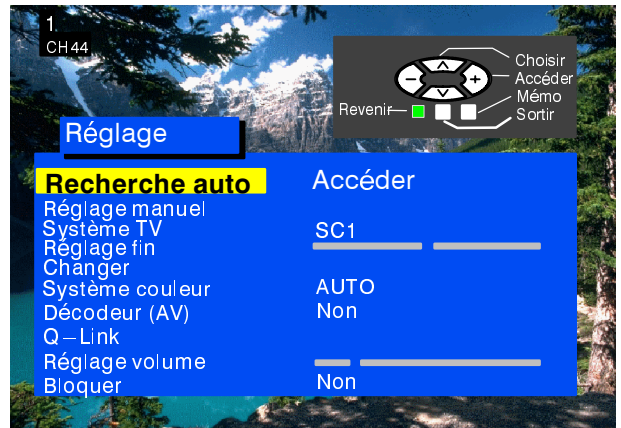 1
CH44
Choisir
Accéder
Mémo
Revenir
Sortir
Réglage
Recherche auto Accéder
Réglage manuel
Système TV SC1
Réglage fin
Changer
Système couleur AUTO
Décodeur (AV) Non
Q–Link
Réglage volume
Bloquer Non